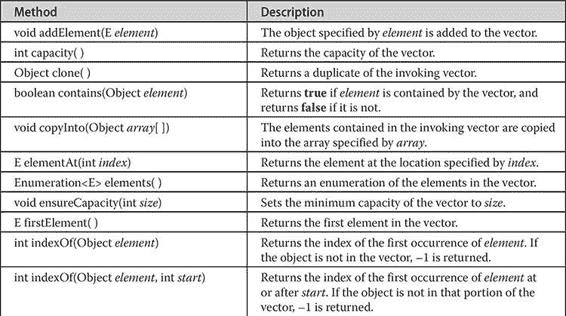 Method Description
void addElement(E element) The object specified by element is added to the vector.
int capacity( ) Returns the capacity of the vector.
Object clone( ) Returns a duplicate of the invoking vector.
boolean contains(Object element) Returns true if element is contained by the vector, and
returns false if it is not.
void copyInto(Object array[ ]) The elements contained in the invoking vector are copied
into the array specified by array.
E elementAt(int index) Returns the element at the location specified by index.
Enumeration<E> elements( ) Returns an enumeration of the elements in the vector.
void ensureCapacity(int size) Sets the minimum capacity of the vector to size.
E firstElement( ) Returns the first element in the vector.
int indexOf(Object element) Returns the index of the first occurrence of element. If
the object is not in the vector, –1 is returned.
int indexOf(Object element, int start) Returns the index of the first occurrence of element at
or after start. If the object is not in that portion of the
vector, –1 is returned.